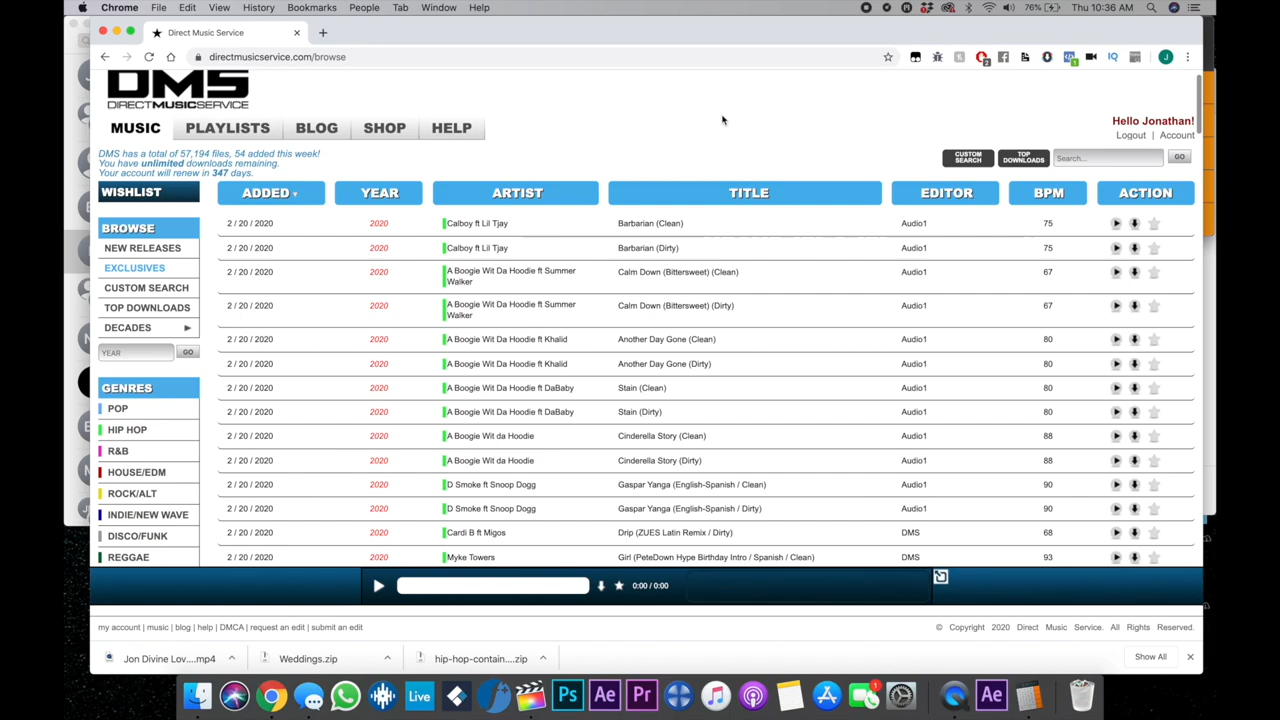 Chrome File Edit View History Bookmarks People Tab Window Help 76% Thu 10:36 AM
Direct Music Service
directmusicservice.com/browse
DMS
DIRECTMUSICSERVICE
MUSIC PLAYLISTS BLOG SHOP HELP
Hello Jonathan!
Logout | Account
DMS has a total of 57,194 files, 54 added this week!
You have unlimited downloads remaining.
Your account will renew in 347 days.
CUSTOM SEARCH TOP DOWNLOADS Search... GO
WISHLIST
BROWSE
NEW RELEASES
EXCLUSIVES
CUSTOM SEARCH
TOP DOWNLOADS
DECADES
YEAR GO
GENRES
POP
HIP HOP
R&B
HOUSE/EDM
ROCK/ALT
INDIE/NEW WAVE
DISCO/FUNK
REGGAE
ADDED YEAR ARTIST TITLE EDITOR BPM ACTION
2 / 20 / 2020 2020 Calboy ft Lil Tjay Barbarian (Clean) Audio1 75
2 / 20 / 2020 2020 Calboy ft Lil Tjay Barbarian (Dirty) Audio1 75
2 / 20 / 2020 2020 A Boogie Wit Da Hoodie ft Summer Walker Calm Down (Bittersweet) (Clean) Audio1 67
2 / 20 / 2020 2020 A Boogie Wit Da Hoodie ft Summer Walker Calm Down (Bittersweet) (Dirty) Audio1 67
2 / 20 / 2020 2020 A Boogie Wit Da Hoodie ft Khalid Another Day Gone (Clean) Audio1 80
2 / 20 / 2020 2020 A Boogie Wit Da Hoodie ft Khalid Another Day Gone (Dirty) Audio1 80
2 / 20 / 2020 2020 A Boogie Wit Da Hoodie ft DaBaby Stain (Clean) Audio1 80
2 / 20 / 2020 2020 A Boogie Wit Da Hoodie ft DaBaby Stain (Dirty) Audio1 80
2 / 20 / 2020 2020 A Boogie Wit da Hoodie Cinderella Story (Clean) Audio1 88
2 / 20 / 2020 2020 A Boogie Wit da Hoodie Cinderella Story (Dirty) Audio1 88
2 / 20 / 2020 2020 D Smoke ft Snoop Dogg Gaspar Yanga (English-Spanish / Clean) Audio1 90
2 / 20 / 2020 2020 D Smoke ft Snoop Dogg Gaspar Yanga (English-Spanish / Dirty) Audio1 90
2 / 20 / 2020 2020 Cardi B ft Migos Drip (ZUES Latin Remix / Dirty) DMS 68
2 / 20 / 2020 2020 Myke Towers Girl (PeteDown Hype Birthday Intro / Spanish / Clean) DMS 93
0:00 / 0:00
my account | music | blog | help | DMCA | request an edit | submit an edit
© Copyright 2020 Direct Music Service. All Rights Reserved.
Jon Divine Lov....mp4 Weddings.zip hip-hop-contain....zip Show All
Live Ps Ae Pr 1 Ae